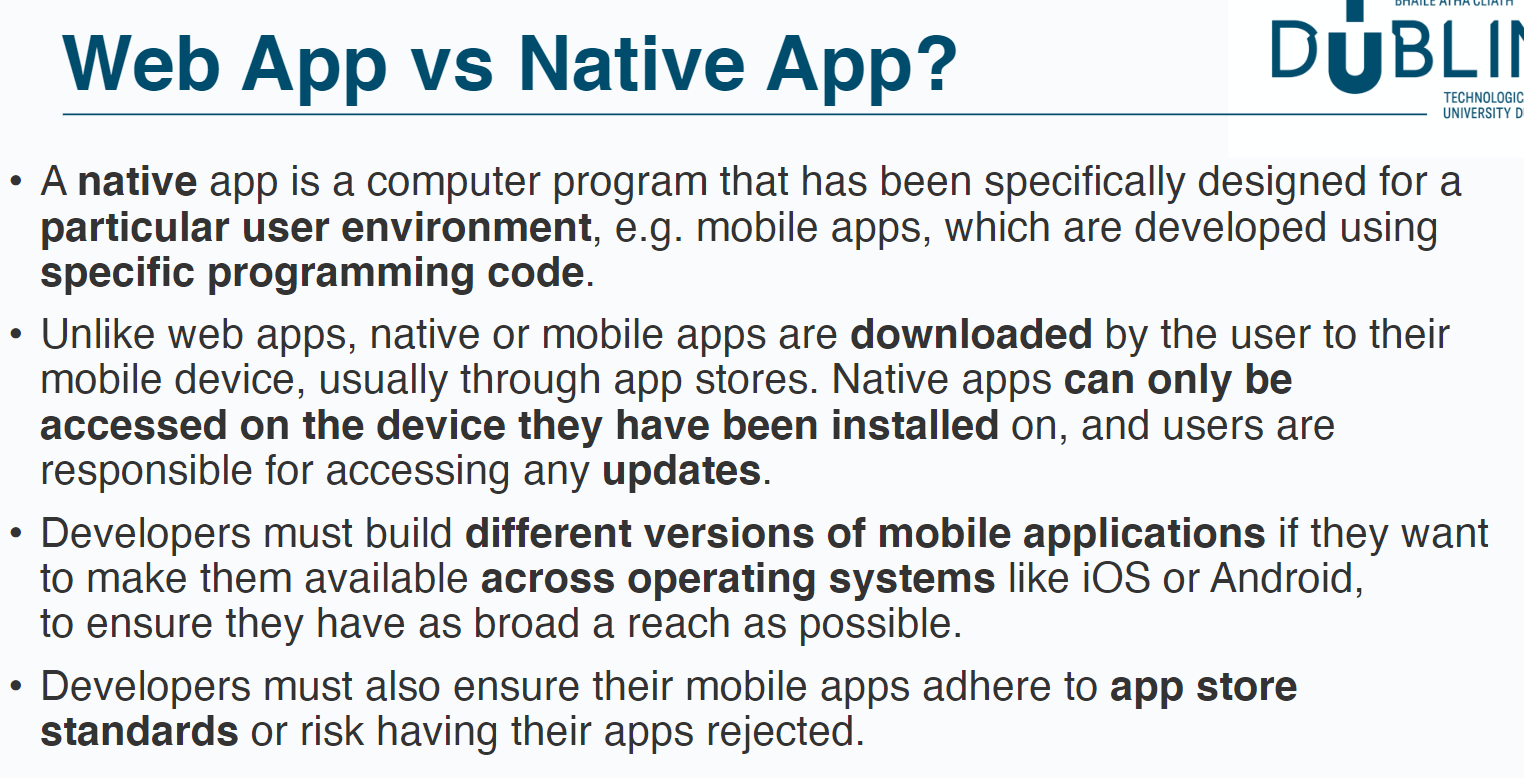 BHAILE ÁTHA CLIATH
Web App vs Native App?
DUBLIN
TECHNOLOGIC
UNIVERSITY D
• A native app is a computer program that has been specifically designed for a
particular user environment, e.g. mobile apps, which are developed using
specific programming code.
• Unlike web apps, native or mobile apps are downloaded by the user to their
mobile device, usually through app stores. Native apps can only be
accessed on the device they have been installed on, and users are
responsible for accessing any updates.
• Developers must build different versions of mobile applications if they want
to make them available across operating systems like iOS or Android,
to ensure they have as broad a reach as possible.
• Developers must also ensure their mobile apps adhere to app store
standards or risk having their apps rejected.